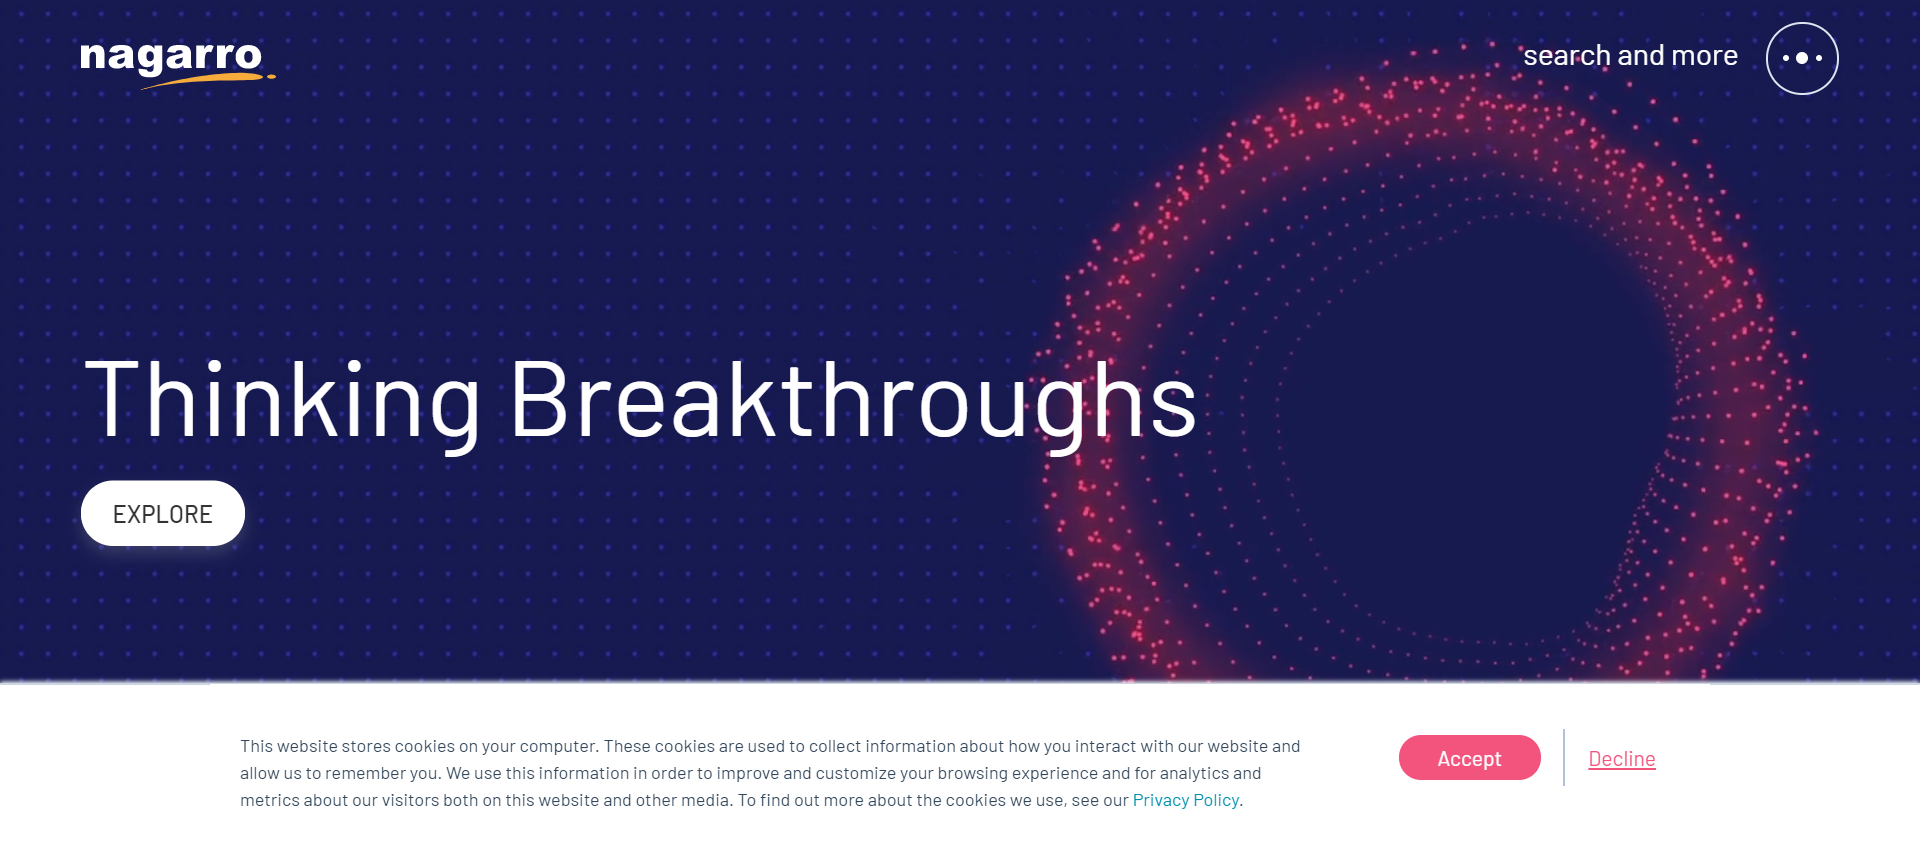 nagarro
search and more
Thinking Breakthroughs
EXPLORE
This website stores cookies on your computer. These cookies are used to collect information about how you interact with our website and
allow us to remember you. We use this information in order to improve and customize your browsing experience and for analytics and
metrics about our visitors both on this website and other media. To find out more about the cookies we use, see our Privacy Policy.
Accept
Decline